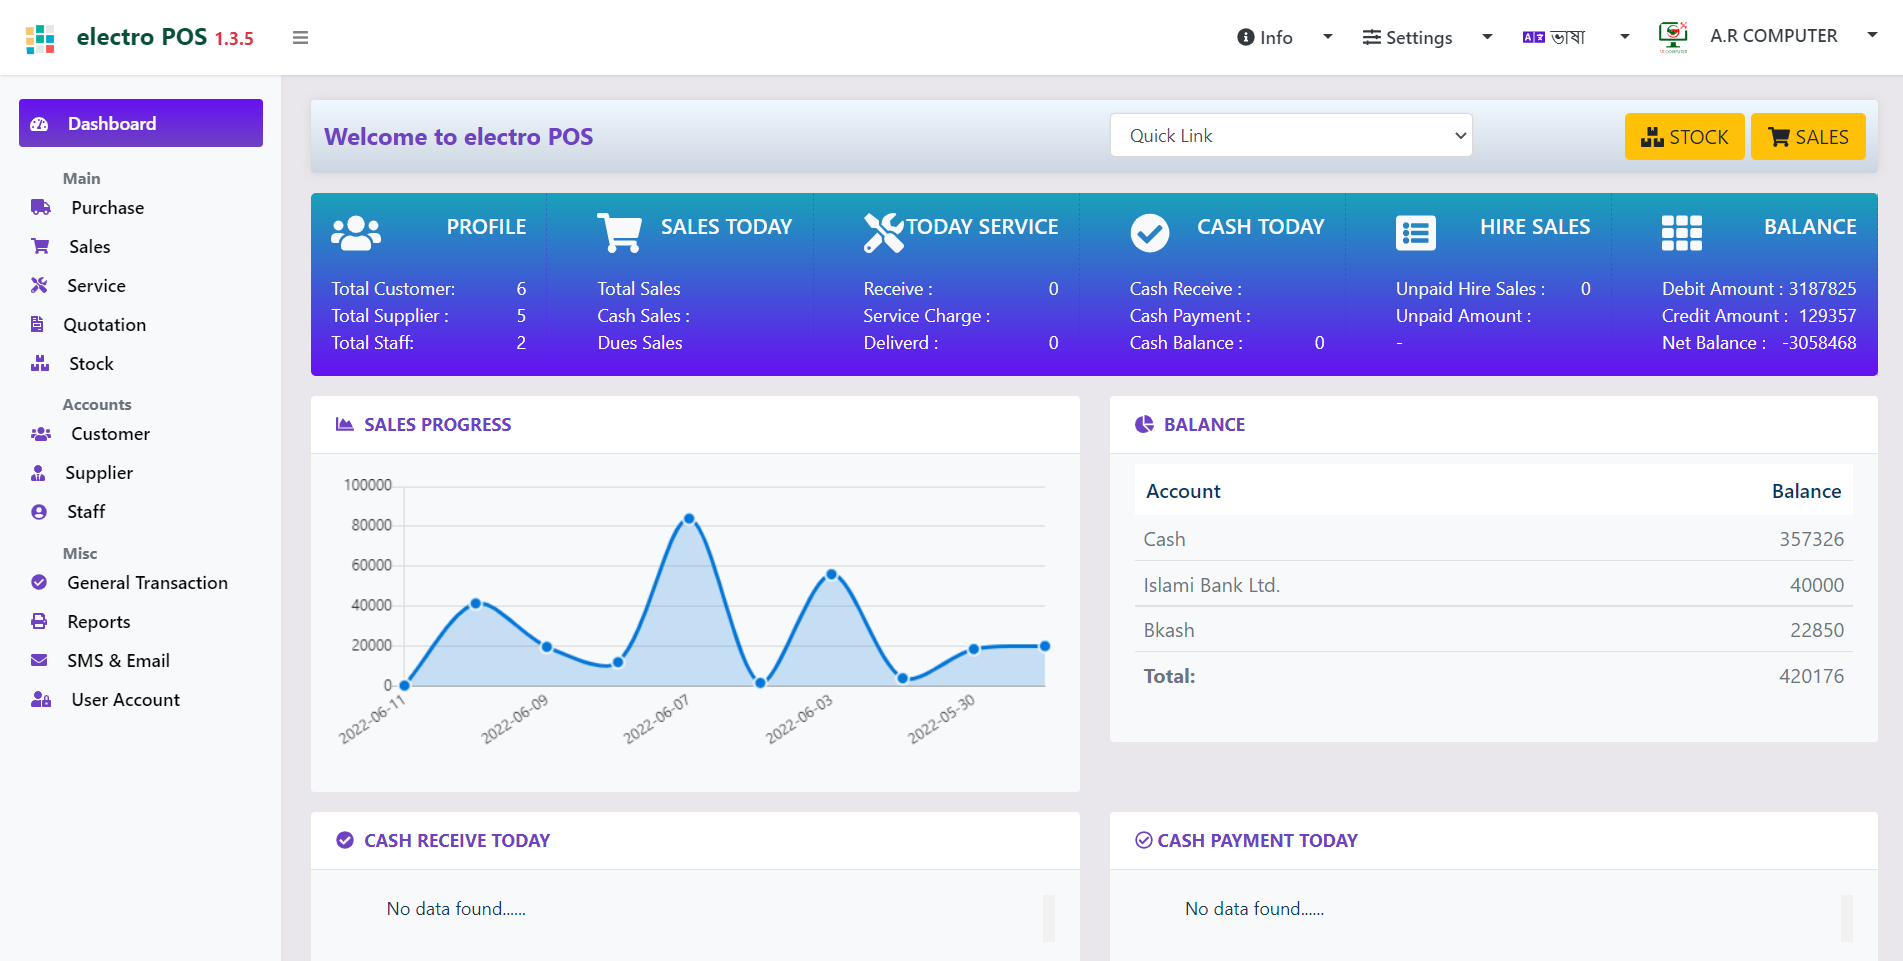 electro POS 1.3.5
Info
Settings
ভাষা
A.R COMPUTER
Dashboard
Main
Purchase
Sales
Service
Quotation
Stock
Accounts
Customer
Supplier
Staff
Misc
General Transaction
Reports
SMS & Email
User Account
Welcome to electro POS
Quick Link
STOCK
SALES
PROFILE
Total Customer: 6
Total Supplier : 5
Total Staff: 2
SALES TODAY
Total Sales
Cash Sales :
Dues Sales
TODAY SERVICE
Receive : 0
Service Charge :
Deliverd : 0
CASH TODAY
Cash Receive :
Cash Payment :
Cash Balance : 0
HIRE SALES
Unpaid Hire Sales : 0
Unpaid Amount :
-
BALANCE
Debit Amount : 3187825
Credit Amount : 129357
Net Balance : -3058468
SALES PROGRESS
100000
80000
60000
40000
20000
0
2022-06-11
2022-06-09
2022-06-07
2022-06-03
2022-05-30
BALANCE
Account Balance
Cash 357326
Islami Bank Ltd. 40000
Bkash 22850
Total: 420176
CASH RECEIVE TODAY
No data found......
CASH PAYMENT TODAY
No data found......